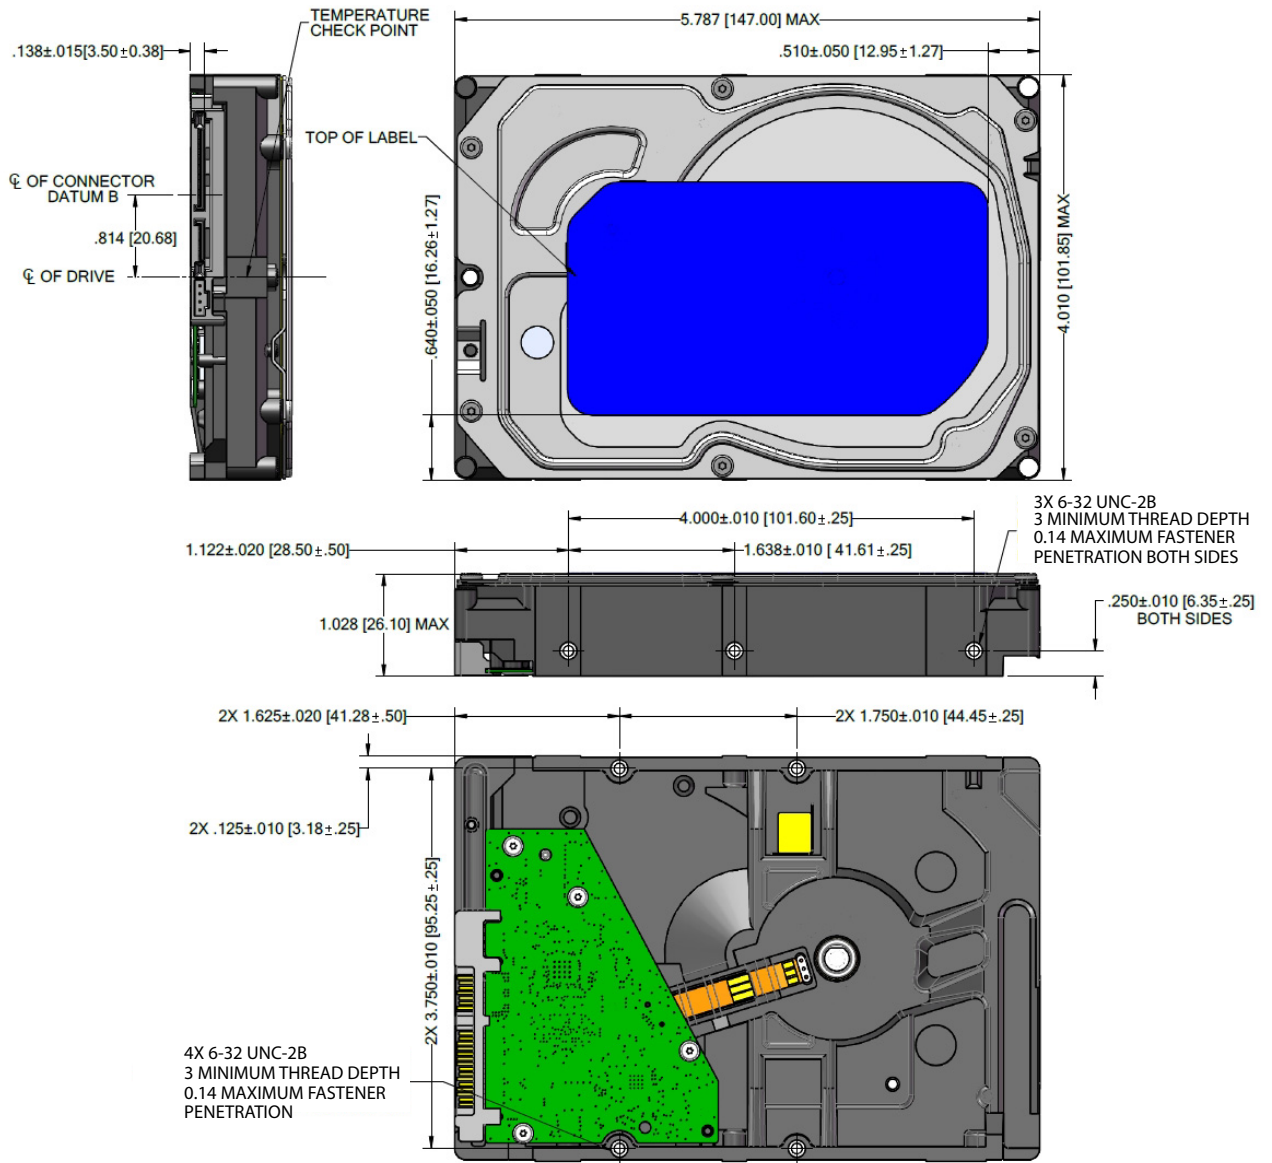 TEMPERATURE
CHECK POINT
5.787 [147.00] MAX
.138±.015[3.50±0.38]
.510±.050 [12.95±1.27]
TOP OF LABEL
℄ OF CONNECTOR
DATUM B
.814 [20.68]
℄ OF DRIVE
.640±.050 [16.26±1.27]
4.010 [101.85] MAX
4.000±.010 [101.60±.25]
3X 6-32 UNC-2B
3 MINIMUM THREAD DEPTH
0.14 MAXIMUM FASTENER
PENETRATION BOTH SIDES
1.122±.020 [28.50±.50]
1.638±.010 [ 41.61±.25]
1.028 [26.10] MAX
.250±.010 [6.35±.25]
BOTH SIDES
2X 1.625±.020 [41.28±.50]
2X 1.750±.010 [44.45±.25]
2X .125±.010 [3.18±.25]
2X 3.750±.010 [95.25±.25]
4X 6-32 UNC-2B
3 MINIMUM THREAD DEPTH
0.14 MAXIMUM FASTENER
PENETRATION